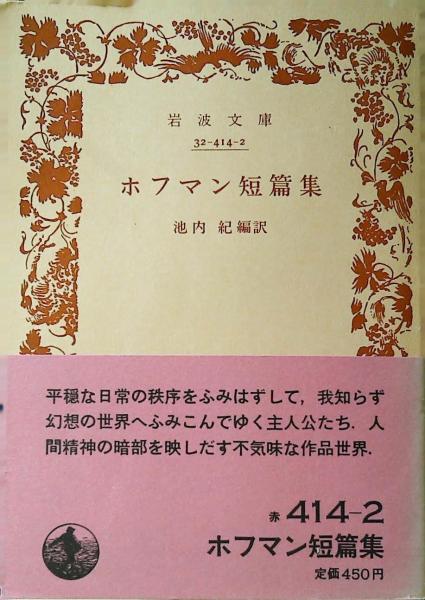 岩波文庫
32-414-2
ホフマン短篇集
池内 紀編訳
平穏な日常の秩序をふみはずして，我知らず
幻想の世界へふみこんでゆく主人公たち．人
間精神の暗部を映しだす不気味な作品世界．
赤 414-2
ホフマン短篇集
定価450円